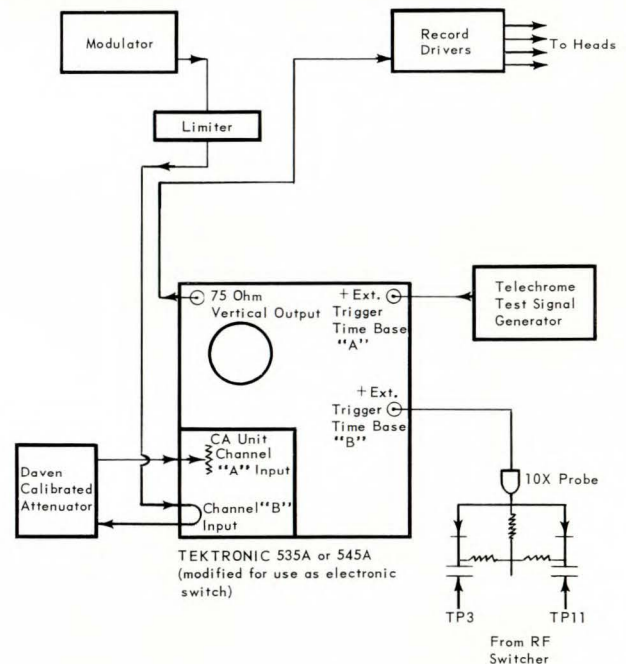 Modulator
Record
Drivers
To Heads
Limiter
75 Ohm
Vertical Output
+ Ext.
Trigger
Time Base
"A"
Telechrome
Test Signal
Generator
+ Ext.
Trigger
Time Base
"B"
CA Unit
Channel
"A" Input
Daven
Calibrated
Attenuator
Channel "B"
Input
10X Probe
TEKTRONIC 535A or 545A
(modified for use as electronic
switch)
TP3
TP11
From RF
Switcher